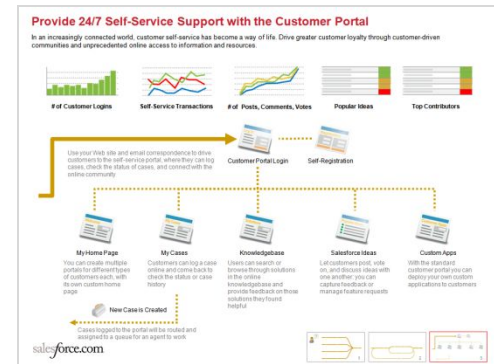 Provide 24/7 Self-Service Support with the Customer Portal
In an increasingly connected world, customer self-service has become a way of life. Drive greater customer loyalty through customer-driven
communities and unprecedented online access to information and resources.
# of Customer Logins
Self-Service Transactions
# of Posts, Comments, Votes
Popular Ideas
Top Contributors
Use your Web site and email correspondence to drive
customers to the self-service portal, where they can log
cases, check the status of cases, and connect with the
online community
Customer Portal Login
Self-Registration
My Home Page
You can create multiple
portals for different types
of customers each, with
its own custom home
page
My Cases
Customers can log a case
online and come back to
check the status or case
history
Knowledgebase
Users can search or
browse through solutions
in the online
knowledgebase and
provide feedback on those
solutions they found
helpful
Salesforce Ideas
Let customers post, vote
on, and discuss ideas with
one another; you can
capture feedback or
manage feature requests
Custom Apps
With the standard
customer portal you can
deploy your own custom
applications to customers
New Case is Created
Cases logged to the portal will be routed and
assigned to a queue for an agent to work
salesforce.com
1
2
3